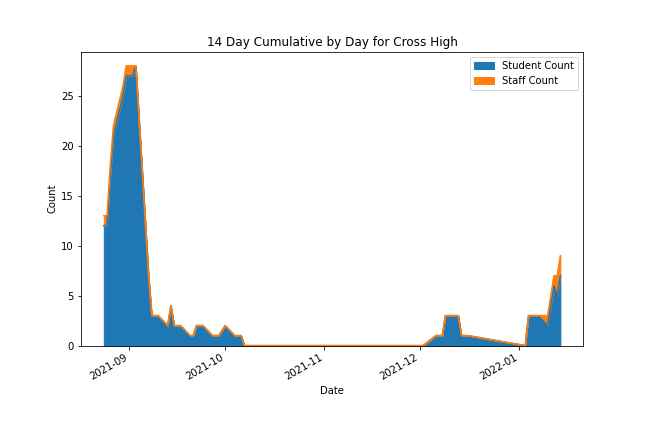 14 Day Cumulative by Day for Cross High
Student Count
Staff Count
25
20
15
10
5
0
Count
2021-09
2021-10
2021-11
2021-12
2022-01
Date